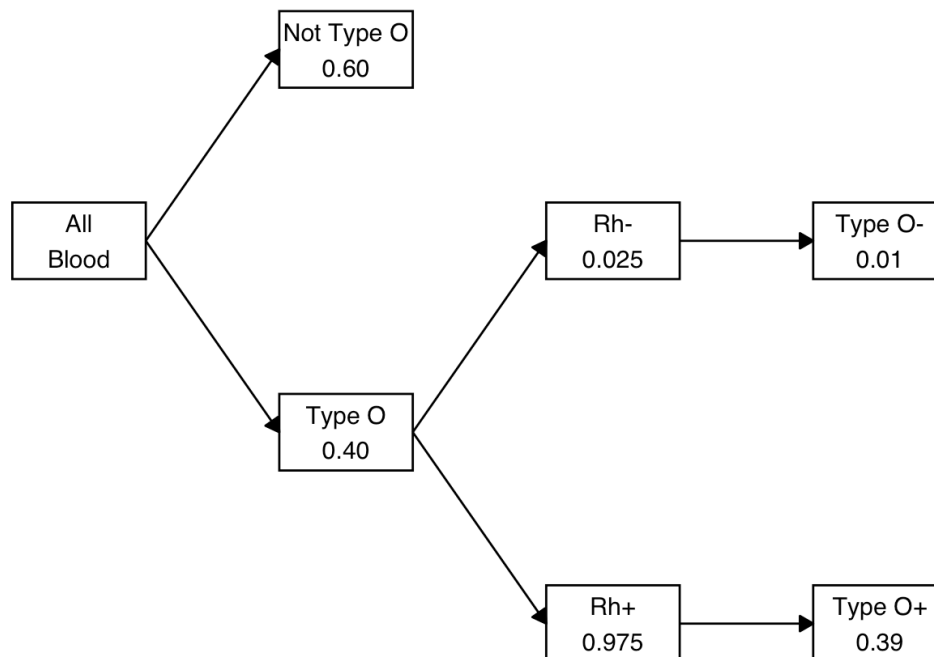 Not Type O
0.60
All
Blood
Rh-
0.025
Type O-
0.01
Type O
0.40
Rh+
0.975
Type O+
0.39